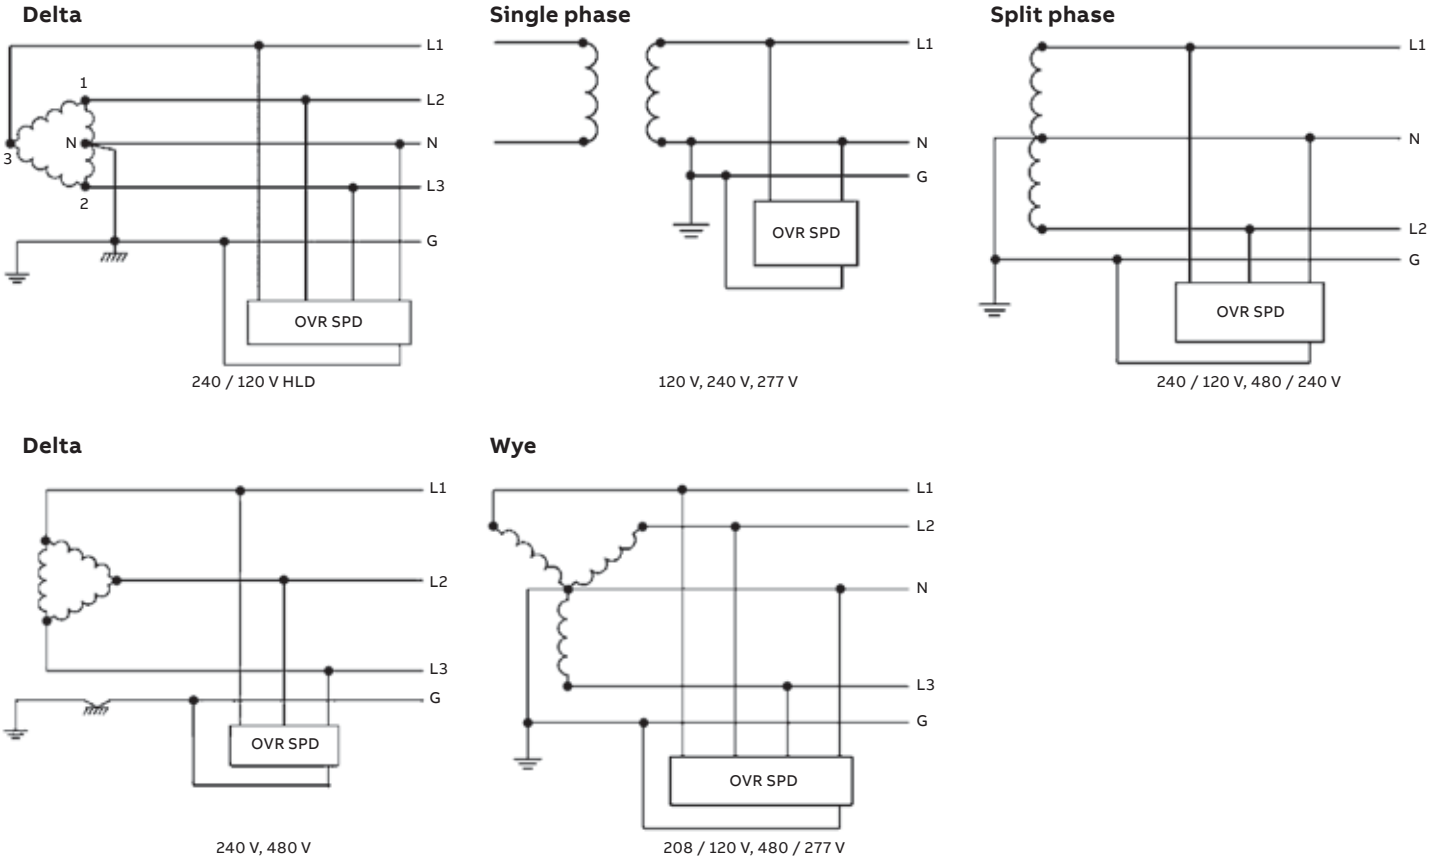 Delta
L1
1
L2
N
N
3
L3
2
G
OVR SPD
240 / 120 V HLD
Single phase
L1
N
G
OVR SPD
120 V, 240 V, 277 V
Split phase
L1
N
L2
G
OVR SPD
240 / 120 V, 480 / 240 V
Delta
L1
L2
L3
G
OVR SPD
240 V, 480 V
Wye
L1
L2
N
L3
G
OVR SPD
208 / 120 V, 480 / 277 V